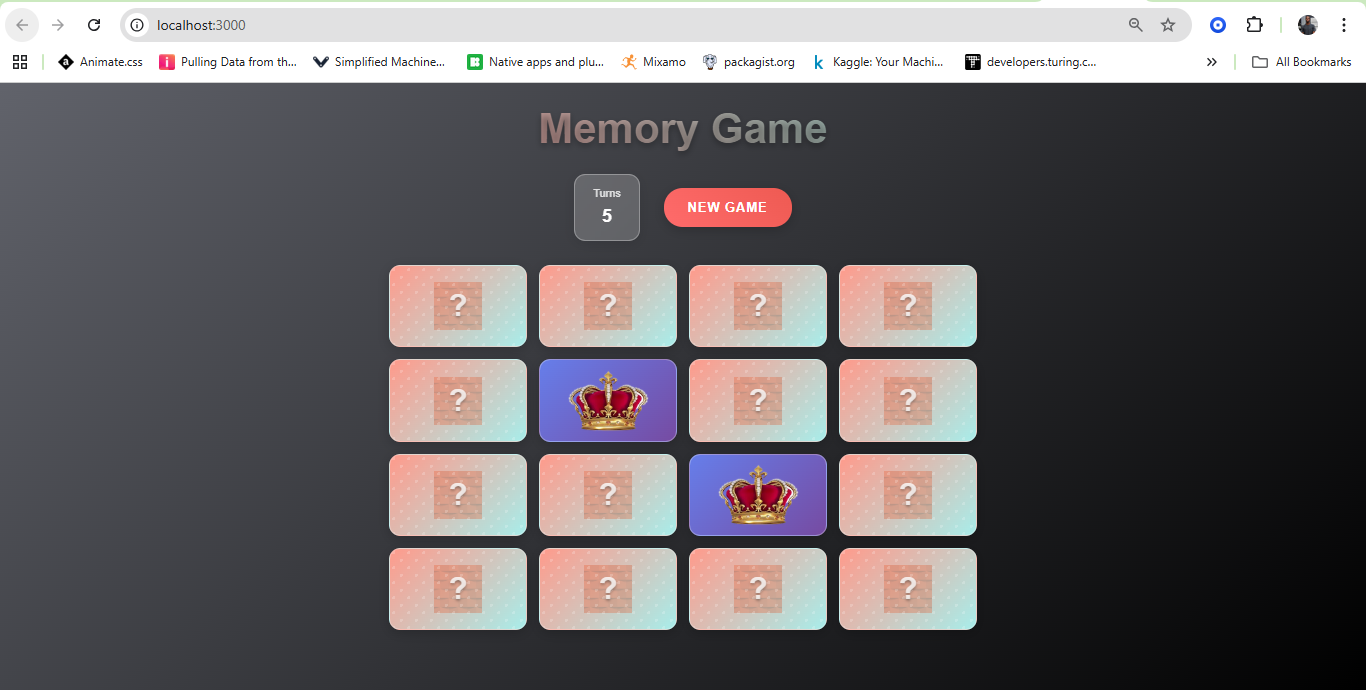 localhost:3000
Animate.css
Pulling Data from th...
Simplified Machine...
Native apps and plu...
Mixamo
packagist.org
Kaggle: Your Machi...
developers.turing.c...
All Bookmarks
Memory Game
Turns
5
NEW GAME
? ? ? ?
? ? ?
? ? ?
? ? ? ?